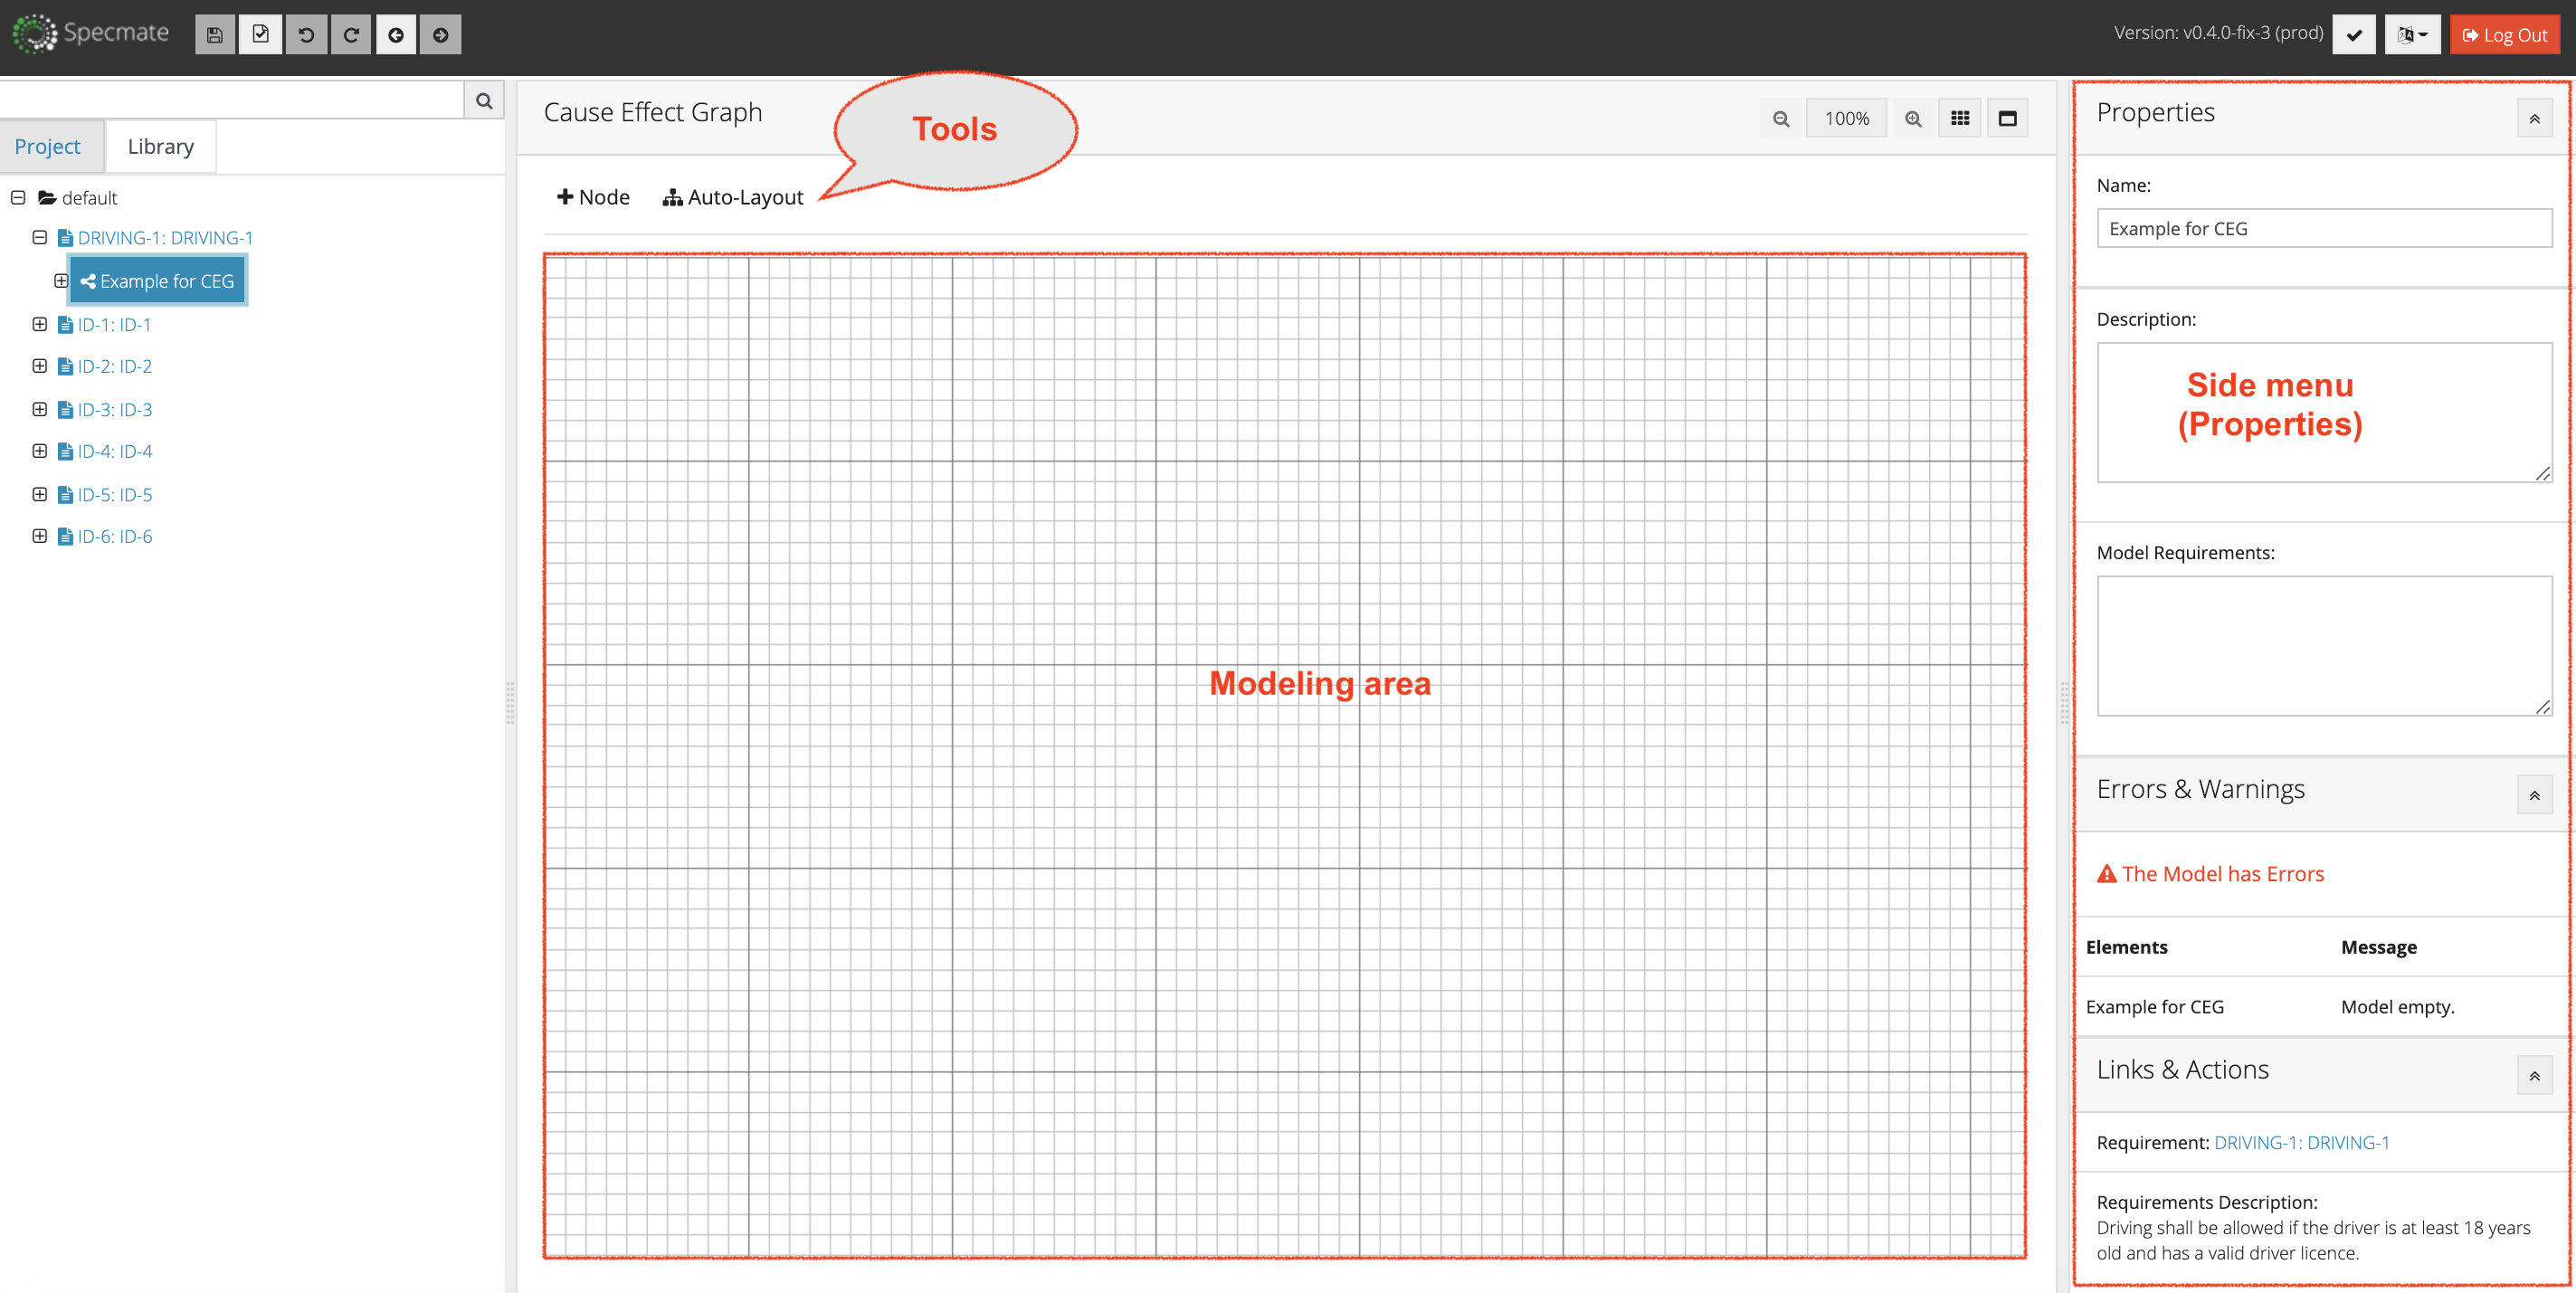 Specmate
Version: v0.4.0-fix-3 (prod)
Log Out
Project
Library
default
DRIVING-1: DRIVING-1
Example for CEG
ID-1: ID-1
ID-2: ID-2
ID-3: ID-3
ID-4: ID-4
ID-5: ID-5
ID-6: ID-6
Cause Effect Graph
Tools
100%
Node
Auto-Layout
Modeling area
Properties
Name:
Example for CEG
Description:
Side menu
(Properties)
Model Requirements:
Errors & Warnings
The Model has Errors
Elements Message
Example for CEG Model empty.
Links & Actions
Requirement: DRIVING-1: DRIVING-1
Requirements Description:
Driving shall be allowed if the driver is at least 18 years
old and has a valid driver licence.